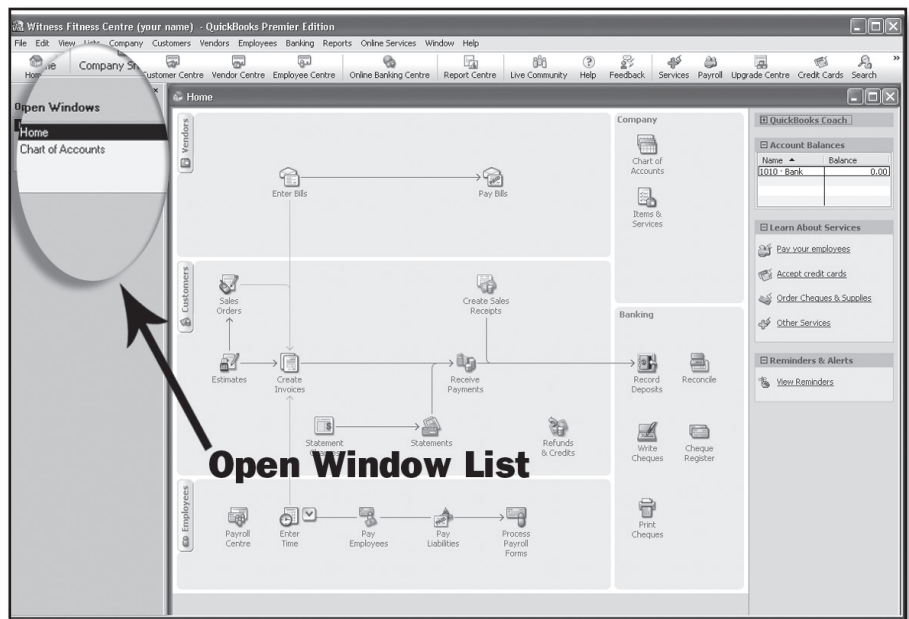 Witness Fitness Centre (your name) - QuickBooks Premier Edition
File Edit View Lists Company Customers Vendors Employees Banking Reports Online Services Window Help
Company Customer Centre Vendor Centre Employee Centre Online Banking Centre Report Centre Live Community Help Feedback Services Payroll Upgrade Centre Credit Cards Search
Open Windows
Home
Chart of Accounts
Home
Vendors
Enter Bills
Pay Bills
Customers
Sales
Orders
Create Sales
Receipts
Estimates
Create
Invoices
Receive
Payments
Statement
Statements
Refunds
& Credits
Open Window List
Employees
Payroll
Centre
Enter
Time
Pay
Employees
Pay
Liabilities
Process
Payroll
Forms
Company
Chart of
Accounts
Items &
Services
Banking
Record
Deposits
Reconcile
Write
Cheques
Cheque
Register
Print
Cheques
QuickBooks Coach
Account Balances
Name Balance
1010 · Bank 0.00
Learn About Services
Pay your employees
Accept credit cards
Order Cheques & Supplies
Other Services
Reminders & Alerts
View Reminders